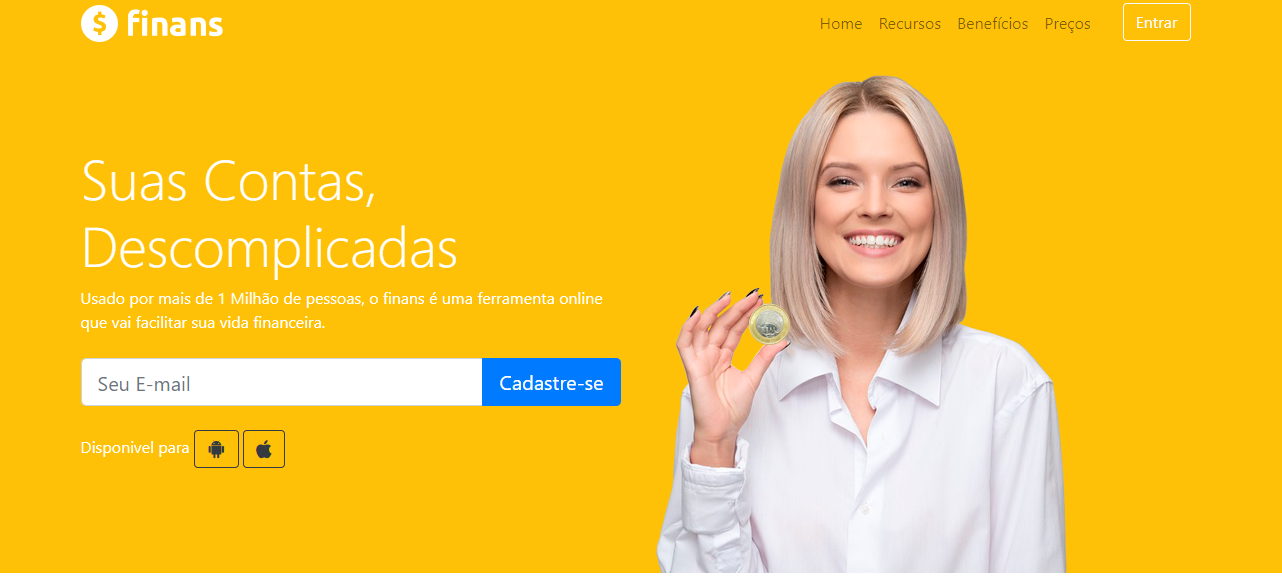 finans
Home
Recursos
Benefícios
Preços
Entrar
Suas Contas,
Descomplicadas
Usado por mais de 1 Milhão de pessoas, o finans é uma ferramenta online
que vai facilitar sua vida financeira.
Seu E-mail
Cadastre-se
Disponivel para